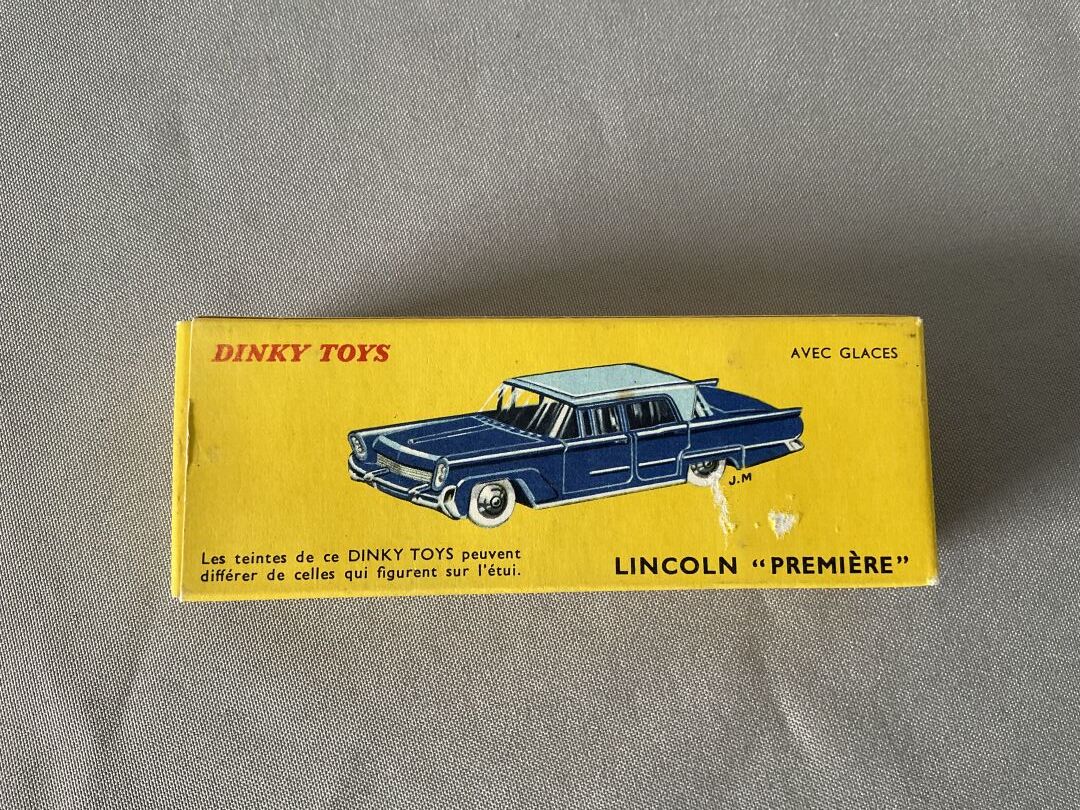 DINKY TOYS
AVEC GLACES
J.M
Les teintes de ce DINKY TOYS peuvent
différer de celles qui figurent sur l'étui.
LINCOLN “PREMIÈRE”